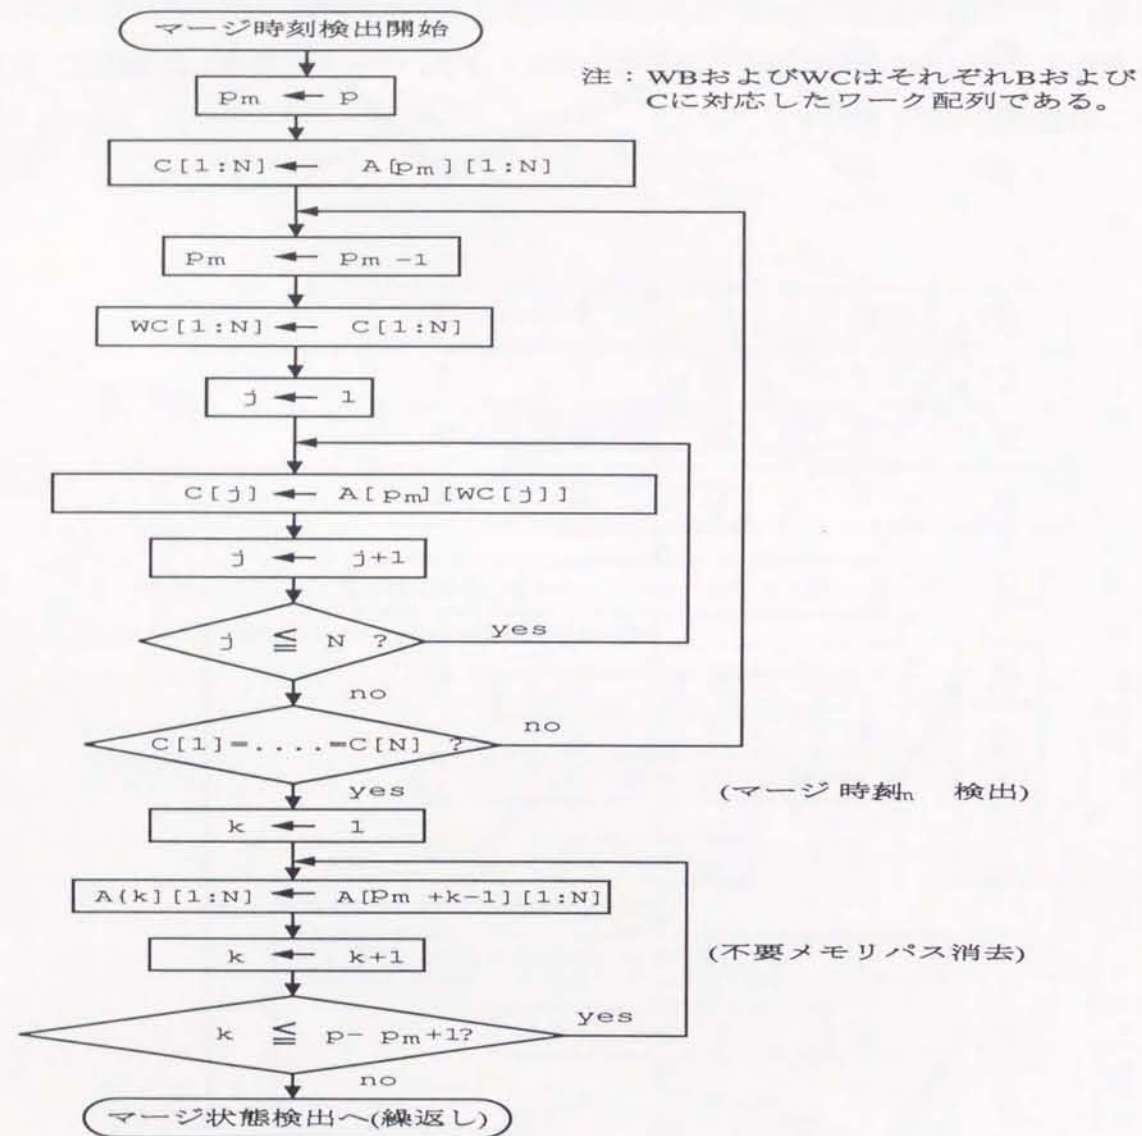 マージ時刻検出開始
注：WBおよびWCはそれぞれBおよび
Cに対応したワーク配列である。
pm ← p
C[1:N] ← A[pm][1:N]
pm ← pm -1
WC[1:N] ← C[1:N]
j ← 1
C[j] ← A[pm][WC[j]]
j ← j+1
j ≦ N ?
yes
no
C[1]=....=C[N] ?
no
yes
(マージ 時刻n 検出)
k ← 1
A{k][1:N] ← A[Pm +k-1][1:N]
k ← k+1
(不要メモリパス消去)
k ≦ p- pm+1?
yes
no
マージ状態検出へ(繰返し)